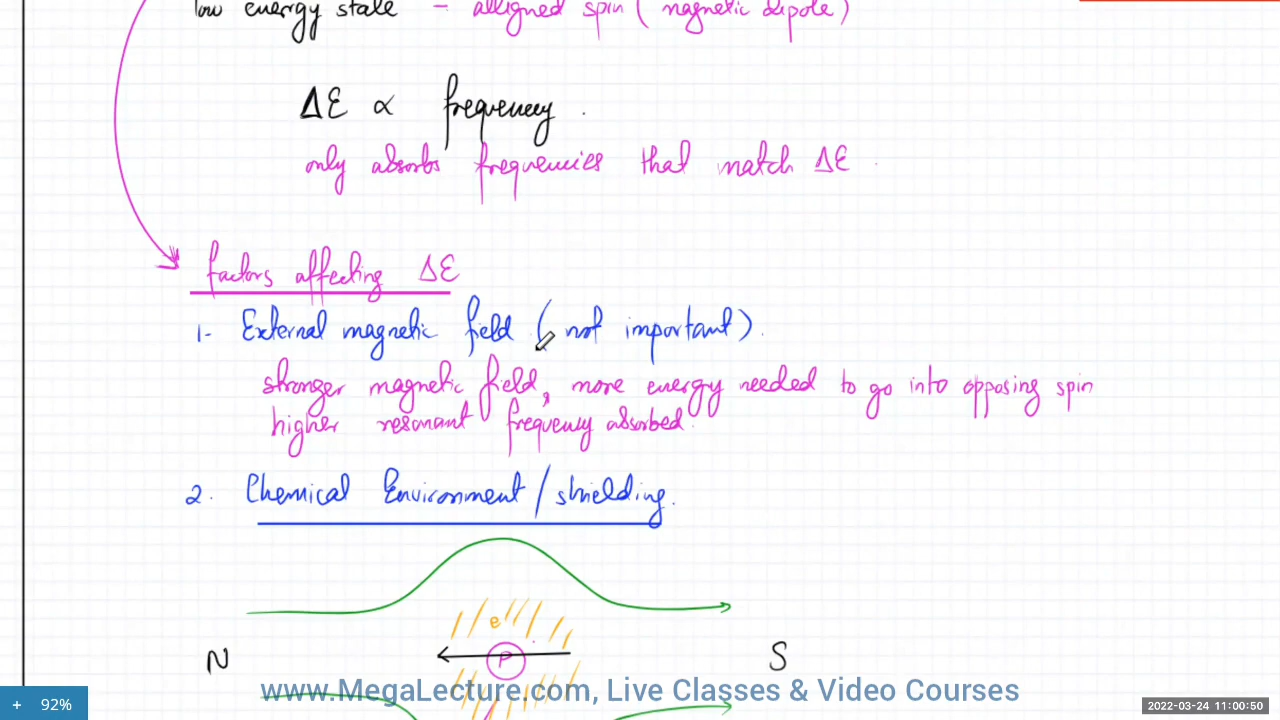 low energy state - alligned spin ( magnetic dipole )
ΔE ∝ frequency.
only absorbs frequencies that match ΔE.
factors affecting ΔE
1- External magnetic field ( not important ).
stronger magnetic field, more energy needed to go into opposing spin
higher resonant frequency absorbed.
2. Chemical Environment / shielding.
e
N P S
www.MegaLecture.com, Live Classes & Video Courses
+ 92%
2022-03-24 11:00:50